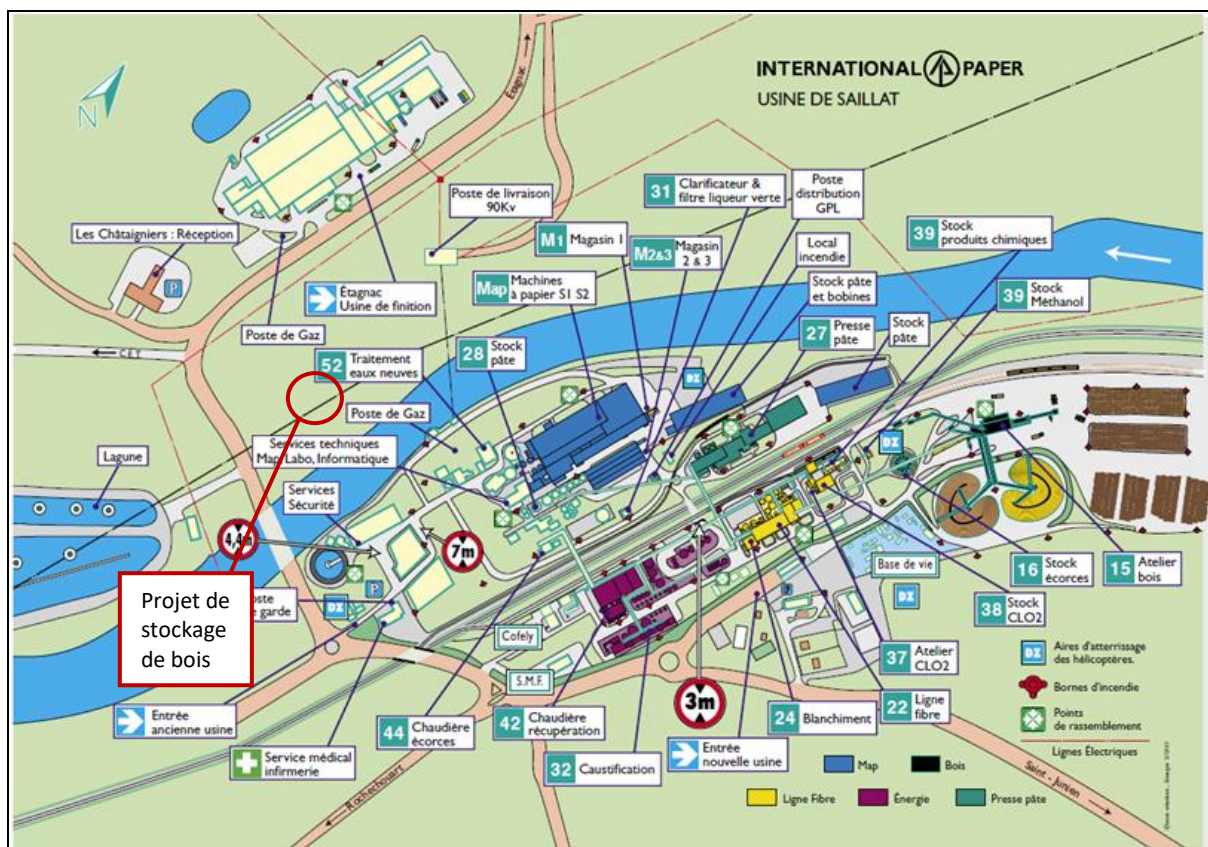 INTERNATIONAL PAPER
USINE DE SAILLAT
N
Étagnac
Poste de livraison
90Kv
31 Clarificateur &
filtre liqueur verte
Poste
distribution
GPL
Les Châtaigniers : Réception
M1 Magasin 1
M2&3 Magasin
2 & 3
Local
incendie
39 Stock
produits chimiques
P
Étagnac
Usine de finition
Map Machines
à papier S1 S2
Stock pâte
et bobines
39 Stock
Méthanol
Poste de Gaz
28 Stock
pâte
27 Presse
pâte
Stock
pâte
C.E.T.
52 Traitement
eaux neuves
DZ
Poste de Gaz
Services techniques
Map, Labo, Informatique
DZ
Lagune
Services
Sécurité
4,4m
7m
Base de vie
16 Stock
écorces
15 Atelier
bois
Projet de
stockage
de bois
garde
P
DZ
P
DZ
38 Stock
CLO2
Cofely
S.M.F.
37 Atelier
CLO2
DZ Aires d'atterrissage
des hélicoptères.
Bornes d'incendie
Points
de rassemblement
Lignes Électriques
Entrée
ancienne usine
44 Chaudière
écorces
42 Chaudière
récupération
3m
24 Blanchiment
22 Ligne
fibre
Service médical
infirmerie
32 Caustification
Entrée
nouvelle usine
Rochechouart
Saint-Junien
Map
Bois
Ligne Fibre
Énergie
Presse pâte